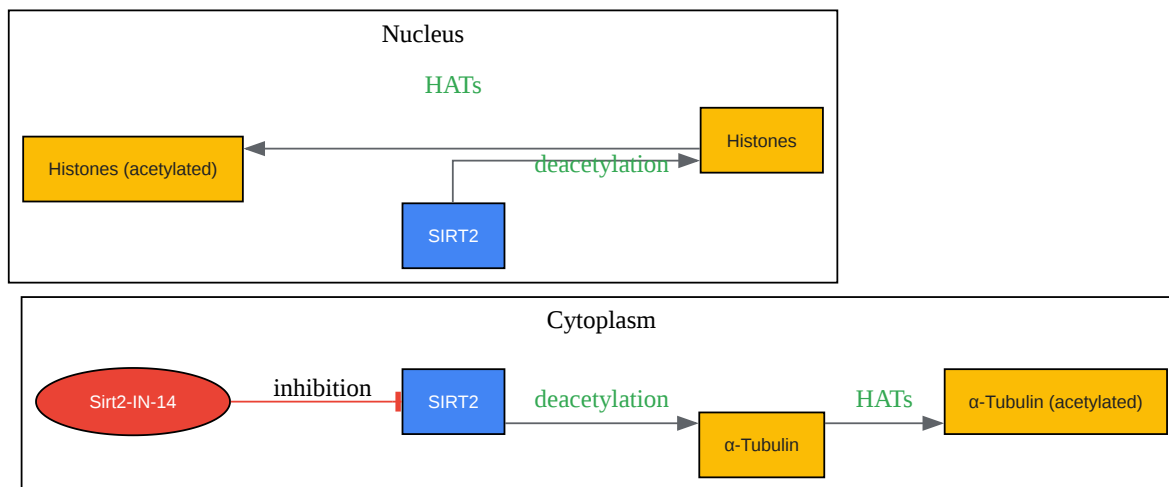 Nucleus
HATs
Histones
Histones (acetylated)
deacetylation
SIRT2
Cytoplasm
Sirt2-IN-14
inhibition
SIRT2
deacetylation
α-Tubulin
HATs
α-Tubulin (acetylated)